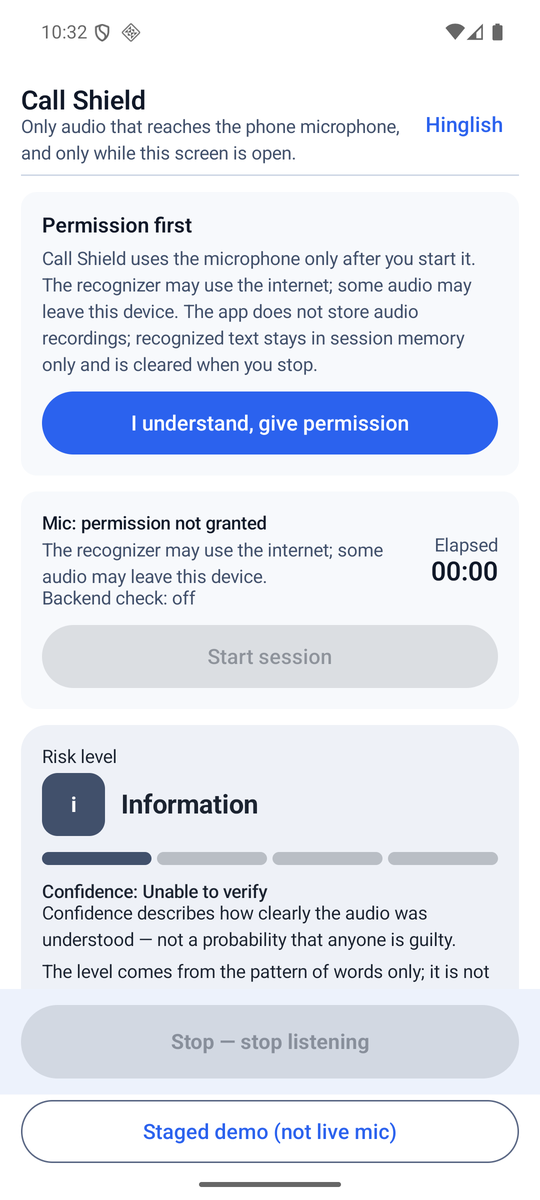 10:32
Call Shield
Only audio that reaches the phone microphone,
and only while this screen is open.
Hinglish
Permission first
Call Shield uses the microphone only after you start it.
The recognizer may use the internet; some audio may
leave this device. The app does not store audio
recordings; recognized text stays in session memory
only and is cleared when you stop.
I understand, give permission
Mic: permission not granted
The recognizer may use the internet; some
audio may leave this device.
Backend check: off
Elapsed
00:00
Start session
Risk level
i
Information
Confidence: Unable to verify
Confidence describes how clearly the audio was
understood — not a probability that anyone is guilty.
The level comes from the pattern of words only; it is not
Stop — stop listening
Staged demo (not live mic)